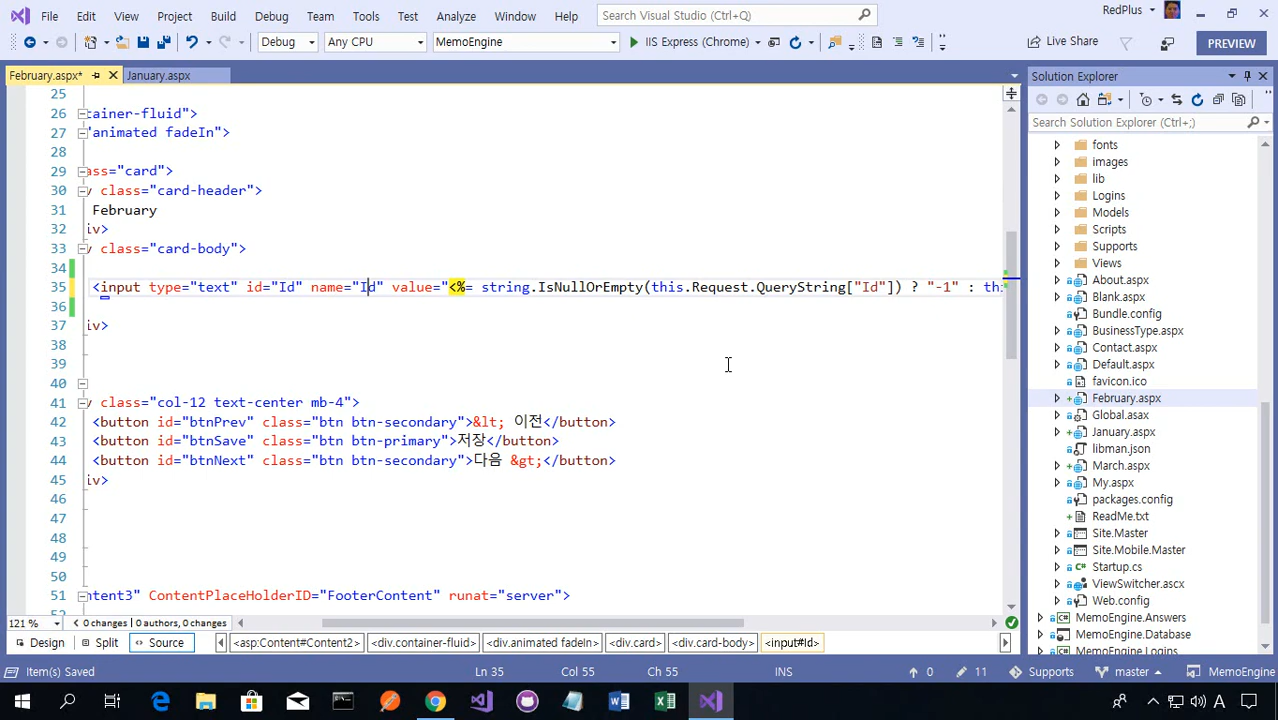 File Edit View Project Build Debug Team Tools Test Analyze Window Help Search Visual Studio (Ctrl+Q) RedPlus
Debug Any CPU MemoEngine IIS Express (Chrome) Live Share PREVIEW
February.aspx* January.aspx
25
26 tainer-fluid">
27 "animated fadeIn">
28
29 ass="card">
30 y class="card-header">
31 February
32 iv>
33 y class="card-body">
34
35 <input type="text" id="Id" name="Id" value="<%= string.IsNullOrEmpty(this.Request.QueryString["Id"]) ? "-1" : thi
36
37 iv>
38
39
40
41 y class="col-12 text-center mb-4">
42 <button id="btnPrev" class="btn btn-secondary">&lt; 이전</button>
43 <button id="btnSave" class="btn btn-primary">저장</button>
44 <button id="btnNext" class="btn btn-secondary">다음 &gt;</button>
45 iv>
46
47
48
49
50
51 ntent3" ContentPlaceHolderID="FooterContent" runat="server">
52
121 % 0 changes | 0 authors, 0 changes
Design Split Source <asp:Content#Content2> <div.container-fluid> <div.animated fadeIn> <div.card> <div.card-body> <input#Id>
Item(s) Saved Ln 35 Col 55 Ch 55 INS 0 11 Supports master MemoEngine
Solution Explorer
Search Solution Explorer (Ctrl+;)
fonts
images
lib
Logins
Models
Scripts
Supports
Views
About.aspx
Blank.aspx
Bundle.config
BusinessType.aspx
Contact.aspx
Default.aspx
favicon.ico
February.aspx
Global.asax
January.aspx
libman.json
March.aspx
My.aspx
packages.config
ReadMe.txt
Site.Master
Site.Mobile.Master
Startup.cs
ViewSwitcher.ascx
Web.config
MemoEngine.Answers
MemoEngine.Database
MemoEngine.Logins
A